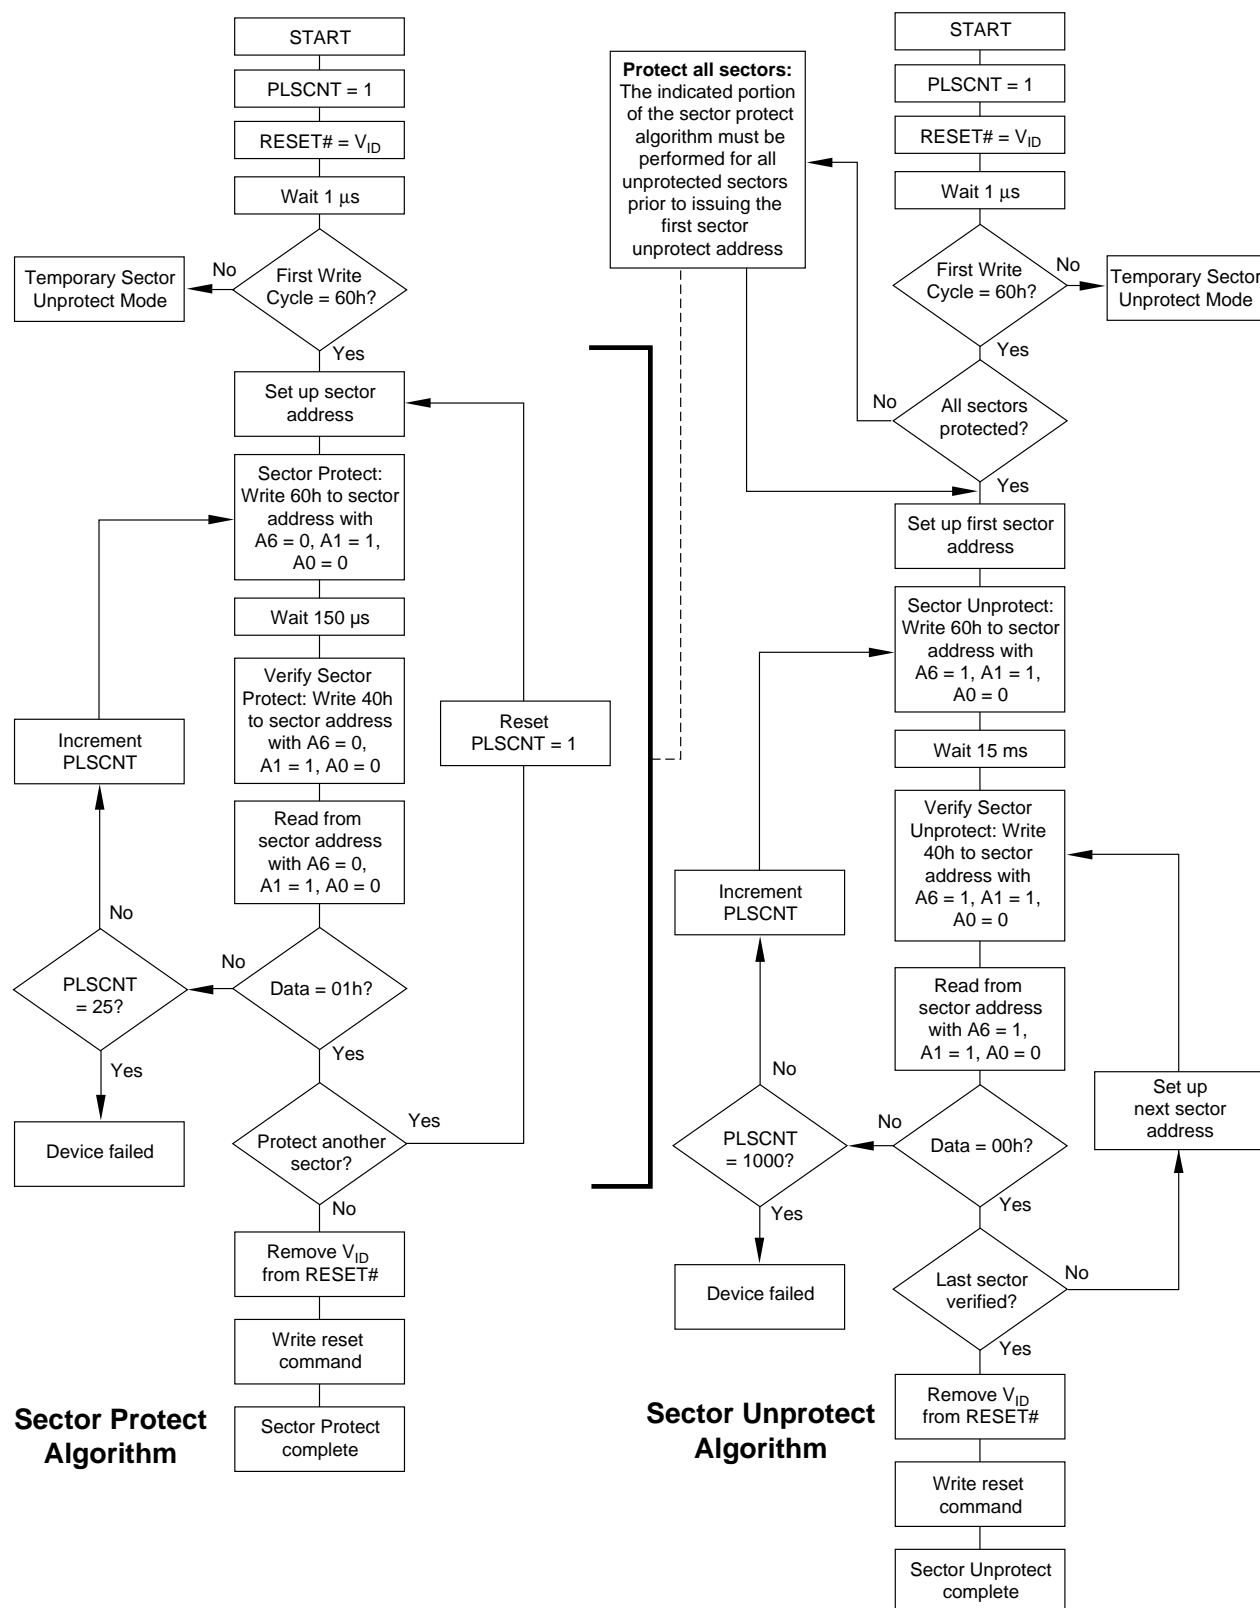 START
PLSCNT = 1
RESET# = VID
Wait 1 μs
First Write
Cycle = 60h?
No
Temporary Sector
Unprotect Mode
Yes
Set up sector
address
Sector Protect:
Write 60h to sector
address with
A6 = 0, A1 = 1,
A0 = 0
Wait 150 µs
Verify Sector
Protect: Write 40h
to sector address
with A6 = 0,
A1 = 1, A0 = 0
Read from
sector address
with A6 = 0,
A1 = 1, A0 = 0
Data = 01h?
No
PLSCNT
= 25?
No
Increment
PLSCNT
Yes
Device failed
Yes
Protect another
sector?
Yes
Reset
PLSCNT = 1
No
Remove VID
from RESET#
Write reset
command
Sector Protect
complete
Sector Protect
Algorithm
Protect all sectors:
The indicated portion
of the sector protect
algorithm must be
performed for all
unprotected sectors
prior to issuing the
first sector
unprotect address
START
PLSCNT = 1
RESET# = VID
Wait 1 μs
First Write
Cycle = 60h?
No
Temporary Sector
Unprotect Mode
Yes
All sectors
protected?
No
Yes
Set up first sector
address
Sector Unprotect:
Write 60h to sector
address with
A6 = 1, A1 = 1,
A0 = 0
Wait 15 ms
Verify Sector
Unprotect: Write
40h to sector
address with
A6 = 1, A1 = 1,
A0 = 0
Read from
sector address
with A6 = 1,
A1 = 1, A0 = 0
Data = 00h?
No
PLSCNT
= 1000?
No
Increment
PLSCNT
Yes
Device failed
Yes
Last sector
verified?
No
Set up
next sector
address
Yes
Remove VID
from RESET#
Write reset
command
Sector Unprotect
complete
Sector Unprotect
Algorithm